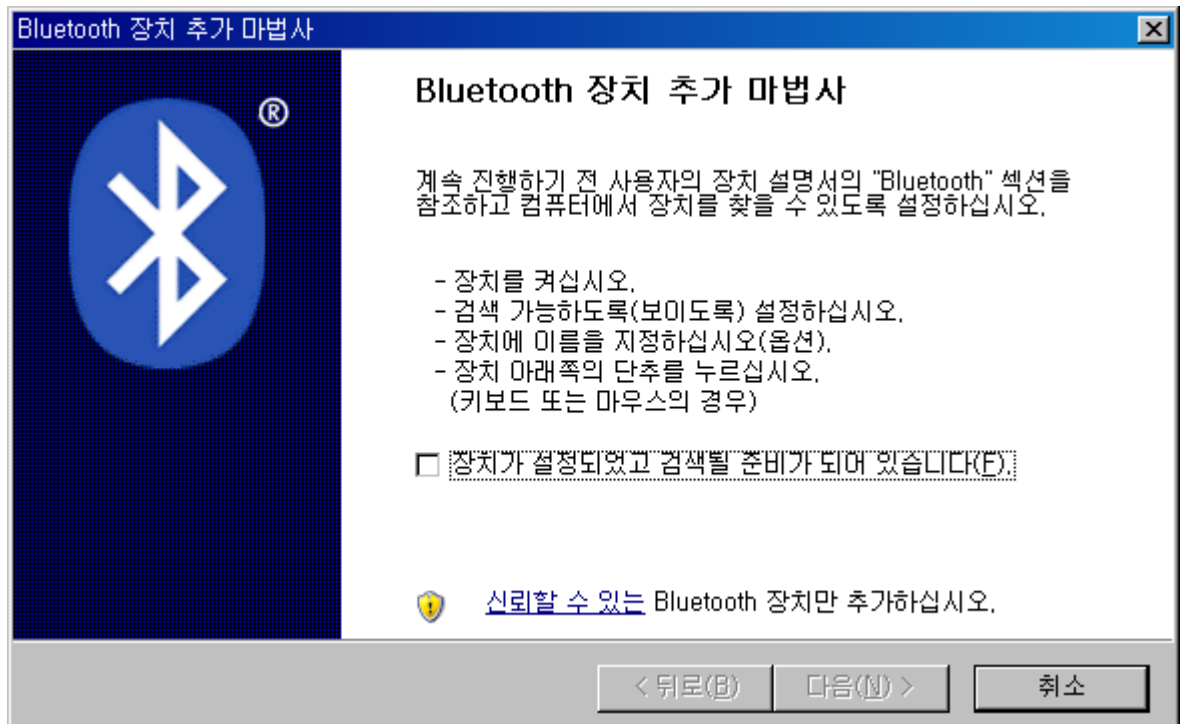 Bluetooth 장치 추가 마법사
Bluetooth 장치 추가 마법사
®
계속 진행하기 전 사용자의 장치 설명서의 "Bluetooth" 섹션을
참조하고 컴퓨터에서 장치를 찾을 수 있도록 설정하십시오.
- 장치를 켜십시오.
- 검색 가능하도록(보이도록) 설정하십시오.
- 장치에 이름을 지정하십시오(옵션).
- 장치 아래쪽의 단추를 누르십시오.
(키보드 또는 마우스의 경우)
장치가 설정되었고 검색될 준비가 되어 있습니다(F).
신뢰할 수 있는 Bluetooth 장치만 추가하십시오.
< 뒤로(B) 다음(N) > 취소